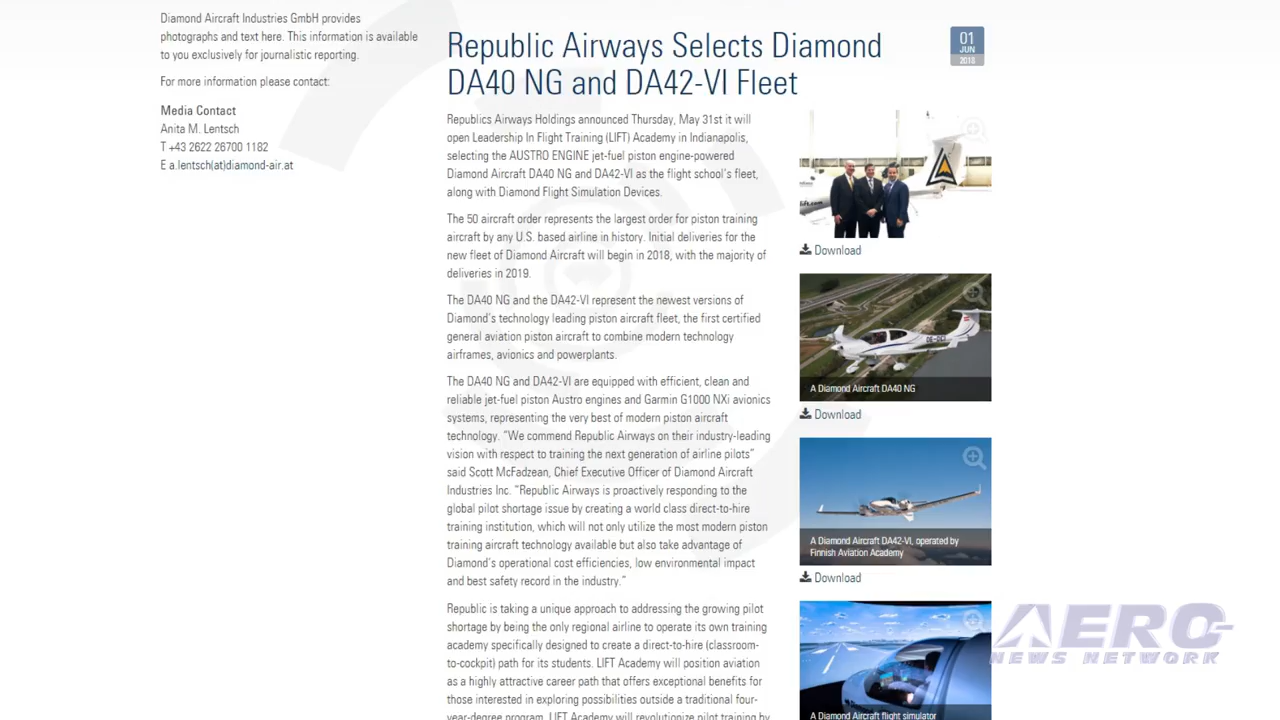 Diamond Aircraft Industries GmbH provides
photographs and text here. This information is available
to you exclusively for journalistic reporting.
For more information please contact:
Media Contact
Anita M. Lentsch
T +43 2622 26700 1182
E a.lentsch(at)diamond-air.at
Republic Airways Selects Diamond
DA40 NG and DA42-VI Fleet
01
JUN
2018
Republics Airways Holdings announced Thursday, May 31st it will
open Leadership In Flight Training (LIFT) Academy in Indianapolis,
selecting the AUSTRO ENGINE jet-fuel piston engine-powered
Diamond Aircraft DA40 NG and DA42-VI as the flight school's fleet,
along with Diamond Flight Simulation Devices.
The 50 aircraft order represents the largest order for piston training
aircraft by any U.S. based airline in history. Initial deliveries for the
new fleet of Diamond Aircraft will begin in 2018, with the majority of
deliveries in 2019.
The DA40 NG and the DA42-VI represent the newest versions of
Diamond's technology leading piston aircraft fleet, the first certified
general aviation piston aircraft to combine modern technology
airframes, avionics and powerplants.
The DA40 NG and DA42-VI are equipped with efficient, clean and
reliable jet-fuel piston Austro engines and Garmin G1000 NXi avionics
systems, representing the very best of modern piston aircraft
technology. "We commend Republic Airways on their industry-leading
vision with respect to training the next generation of airline pilots"
said Scott McFadzean, Chief Executive Officer of Diamond Aircraft
Industries Inc. "Republic Airways is proactively responding to the
global pilot shortage issue by creating a world class direct-to-hire
training institution, which will not only utilize the most modern piston
training aircraft technology available but also take advantage of
Diamond's operational cost efficiencies, low environmental impact
and best safety record in the industry."
Republic is taking a unique approach to addressing the growing pilot
shortage by being the only regional airline to operate its own training
academy specifically designed to create a direct-to-hire (classroom-
to-cockpit) path for its students. LIFT Academy will position aviation
as a highly attractive career path that offers exceptional benefits for
those interested in exploring possibilities outside a traditional four-
year-degree program. LIFT Academy will revolutionize pilot training by
Download
A Diamond Aircraft DA40 NG
Download
A Diamond Aircraft DA42-VI, operated by
Finnish Aviation Academy
Download
A Diamond Aircraft flight simulator
AERO
NEWS NETWORK